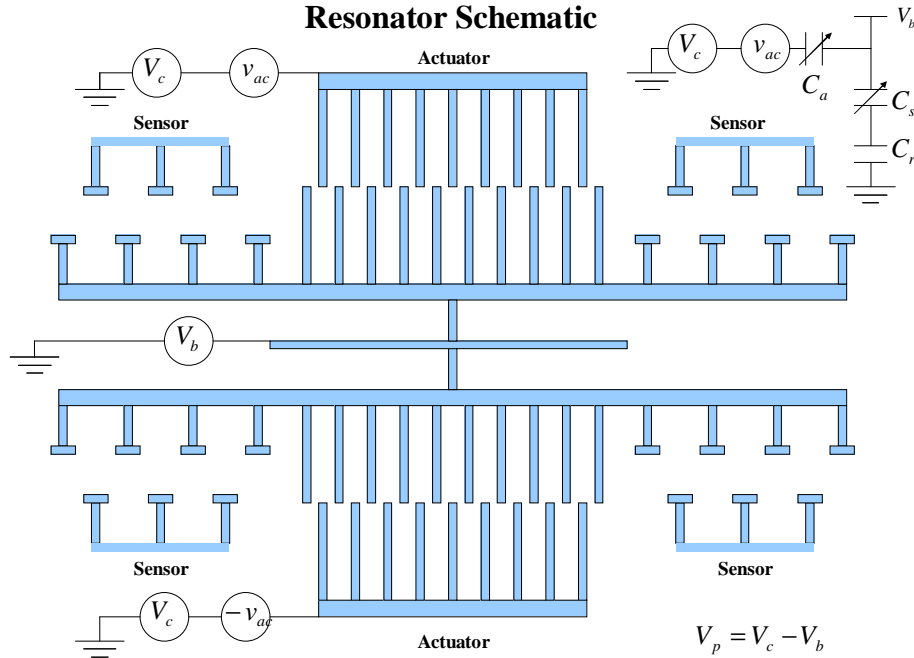 Resonator Schematic
V_c
v_ac
Actuator
V_c
v_ac
V_b
C_a
C_s
C_r
Sensor
Sensor
V_b
Sensor
Sensor
V_c
-v_ac
Actuator
V_p = V_c - V_b